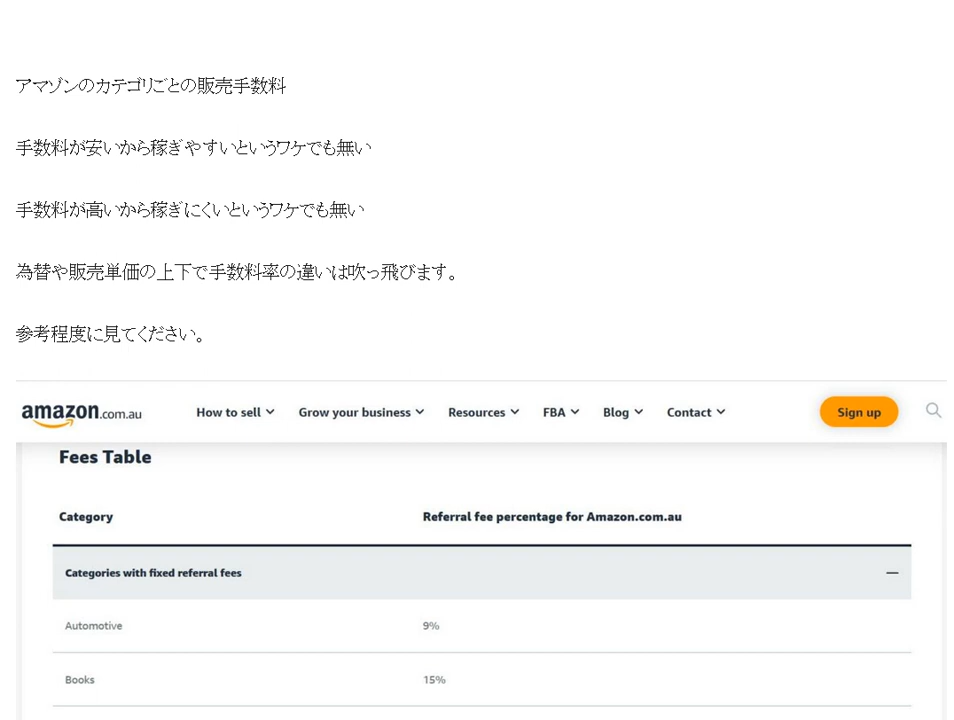 アマゾンのカテゴリごとの販売手数料
手数料が安いから稼ぎやすいというワケでも無い
手数料が高いから稼ぎにくいというワケでも無い
為替や販売単価の上下で手数料率の違いは吹っ飛びます。
参考程度に見てください。
amazon.com.au How to sell Grow your business Resources FBA Blog Contact Sign up
Fees Table
Category Referral fee percentage for Amazon.com.au
Categories with fixed referral fees
Automotive 9%
Books 15%